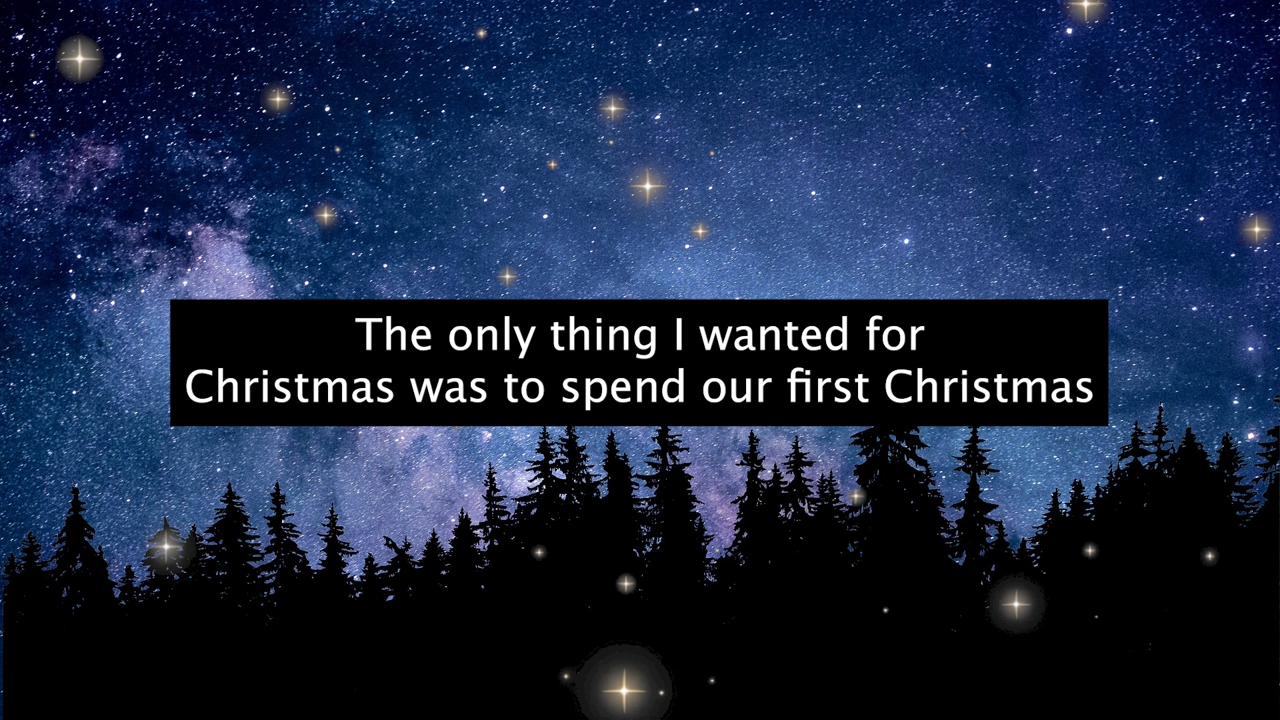 The only thing I wanted for
Christmas was to spend our first Christmas